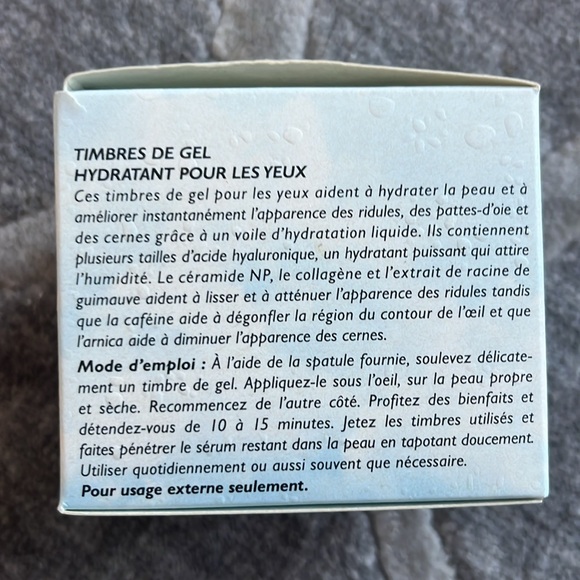 TIMBRES DE GEL
HYDRATANT POUR LES YEUX
Ces timbres de gel pour les yeux aident à hydrater la peau et à
améliorer instantanément l'apparence des ridules, des pattes-d'oie et
des cernes grâce à un voile d'hydratation liquide. Ils contiennent
plusieurs tailles d'acide hyaluronique, un hydratant puissant qui attire
l'humidité. Le céramide NP, le collagène et l'extrait de racine de
guimauve aident à lisser et à atténuer l'apparence des ridules tandis
que la caféine aide à dégonfler la région du contour de l'œil et que
l'arnica aide à diminuer l'apparence des cernes.
Mode d'emploi : À l'aide de la spatule fournie, soulevez délicate-
ment un timbre de gel. Appliquez-le sous l'oeil, sur la peau propre
et sèche. Recommencez de l'autre côté. Profitez des bienfaits et
détendez-vous de 10 à 15 minutes. Jetez les timbres utilisés et
faites pénétrer le sérum restant dans la peau en tapotant doucement.
Utiliser quotidiennement ou aussi souvent que nécessaire.
Pour usage externe seulement.